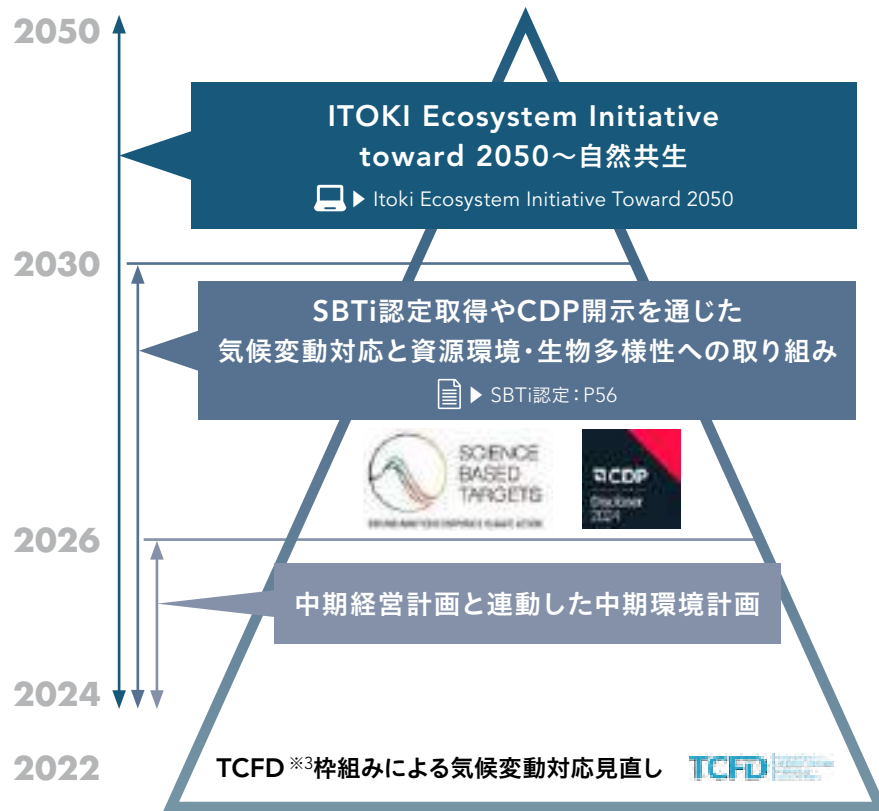 2050
ITOKI Ecosystem Initiative
toward 2050～自然共生
▶ Itoki Ecosystem Initiative Toward 2050
2030
SBTi認定取得やCDP開示を通じた
気候変動対応と資源環境・生物多様性への取り組み
▶ SBTi認定：P56
SCIENCE
BASED
TARGETS
CDP
Discloser
2024
2026
中期経営計画と連動した中期環境計画
2024
2022
TCFD※3枠組みによる気候変動対応見直し
TCFD